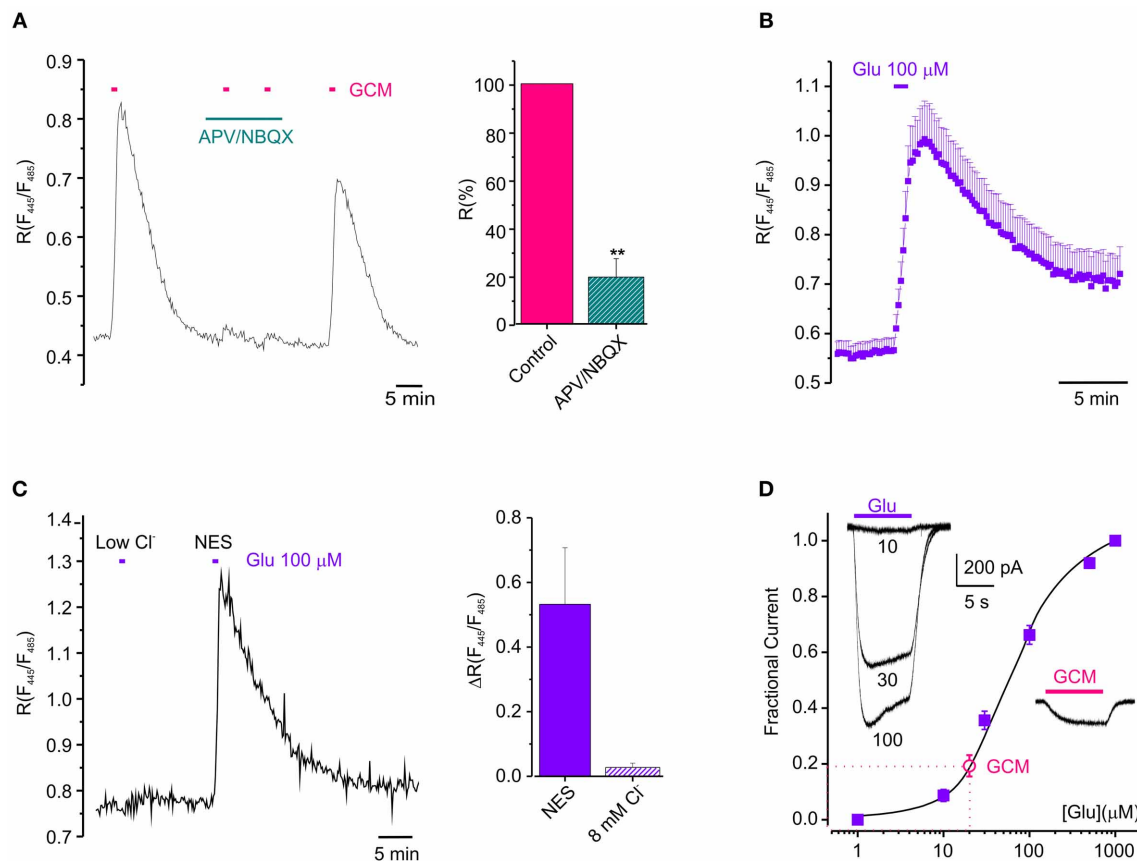 A
0.9
0.8
0.7
0.6
0.5
0.4
R(F445/F485)
GCM
APV/NBQX
5 min
100
80
60
40
20
0
R(%)
**
Control
APV/NBQX
B
Glu 100 μM
1.1
1.0
0.9
0.8
0.7
0.6
0.5
R(F445/F485)
5 min
C
1.4
1.3
1.2
1.1
1.0
0.9
0.8
0.7
R(F445/F485)
Low Cl-
NES
Glu 100 μM
5 min
0.8
0.6
0.4
0.2
0.0
ΔR(F445/F485)
NES
8 mM Cl-
D
Glu
10
30
100
200 pA
5 s
GCM
GCM
1.0
0.8
0.6
0.4
0.2
0.0
Fractional Current
[Glu](μM)
1
10
100
1000